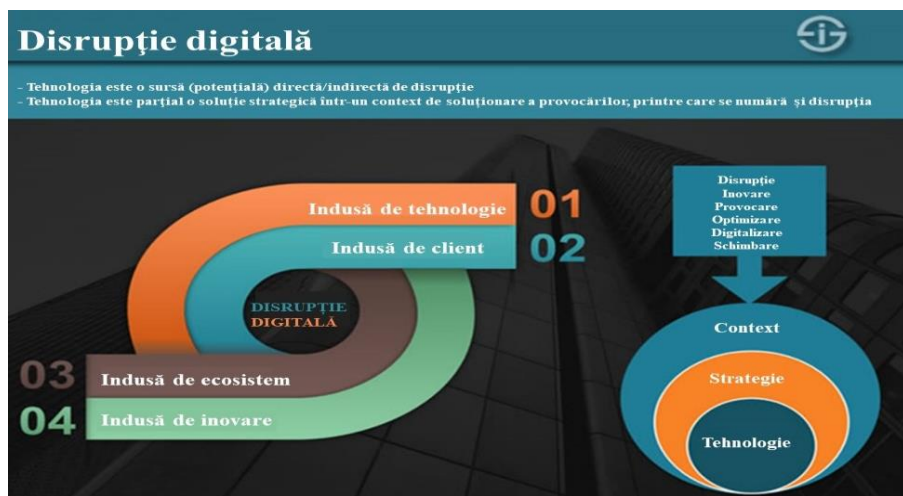 Disrupţie digitală
- Tehnologia este o sursă (potenţială) directă/indirectă de disrupţie
- Tehnologia este parţial o soluţie strategică într-un context de soluţionare a provocărilor, printre care se numără şi disrupţia
Indusă de tehnologie 01
Indusă de client 02
DISRUPŢIE
DIGITALĂ
03 Indusă de ecosistem
04 Indusă de inovare
Disrupţie
Inovare
Provocare
Optimizare
Digitalizare
Schimbare
Context
Strategie
Tehnologie